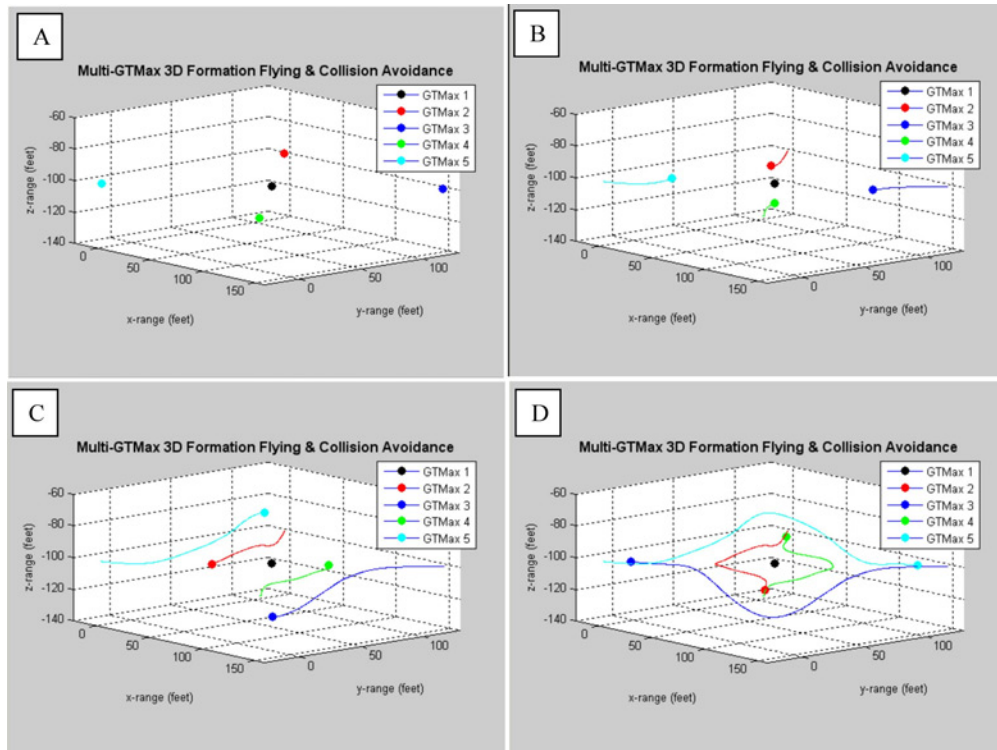 A
Multi-GTMax 3D Formation Flying & Collision Avoidance
GTMax 1
GTMax 2
GTMax 3
GTMax 4
GTMax 5
-60
-80
-100
-120
-140
z-range (feet)
0
50
100
150
x-range (feet)
0
50
100
y-range (feet)
B
Multi-GTMax 3D Formation Flying & Collision Avoidance
GTMax 1
GTMax 2
GTMax 3
GTMax 4
GTMax 5
-60
-80
-100
-120
-140
z-range (feet)
0
50
100
150
x-range (feet)
0
50
100
y-range (feet)
C
Multi-GTMax 3D Formation Flying & Collision Avoidance
GTMax 1
GTMax 2
GTMax 3
GTMax 4
GTMax 5
-60
-80
-100
-120
-140
z-range (feet)
0
50
100
150
x-range (feet)
0
50
100
y-range (feet)
D
Multi-GTMax 3D Formation Flying & Collision Avoidance
GTMax 1
GTMax 2
GTMax 3
GTMax 4
GTMax 5
-60
-80
-100
-120
-140
z-range (feet)
0
50
100
150
x-range (feet)
0
50
100
y-range (feet)